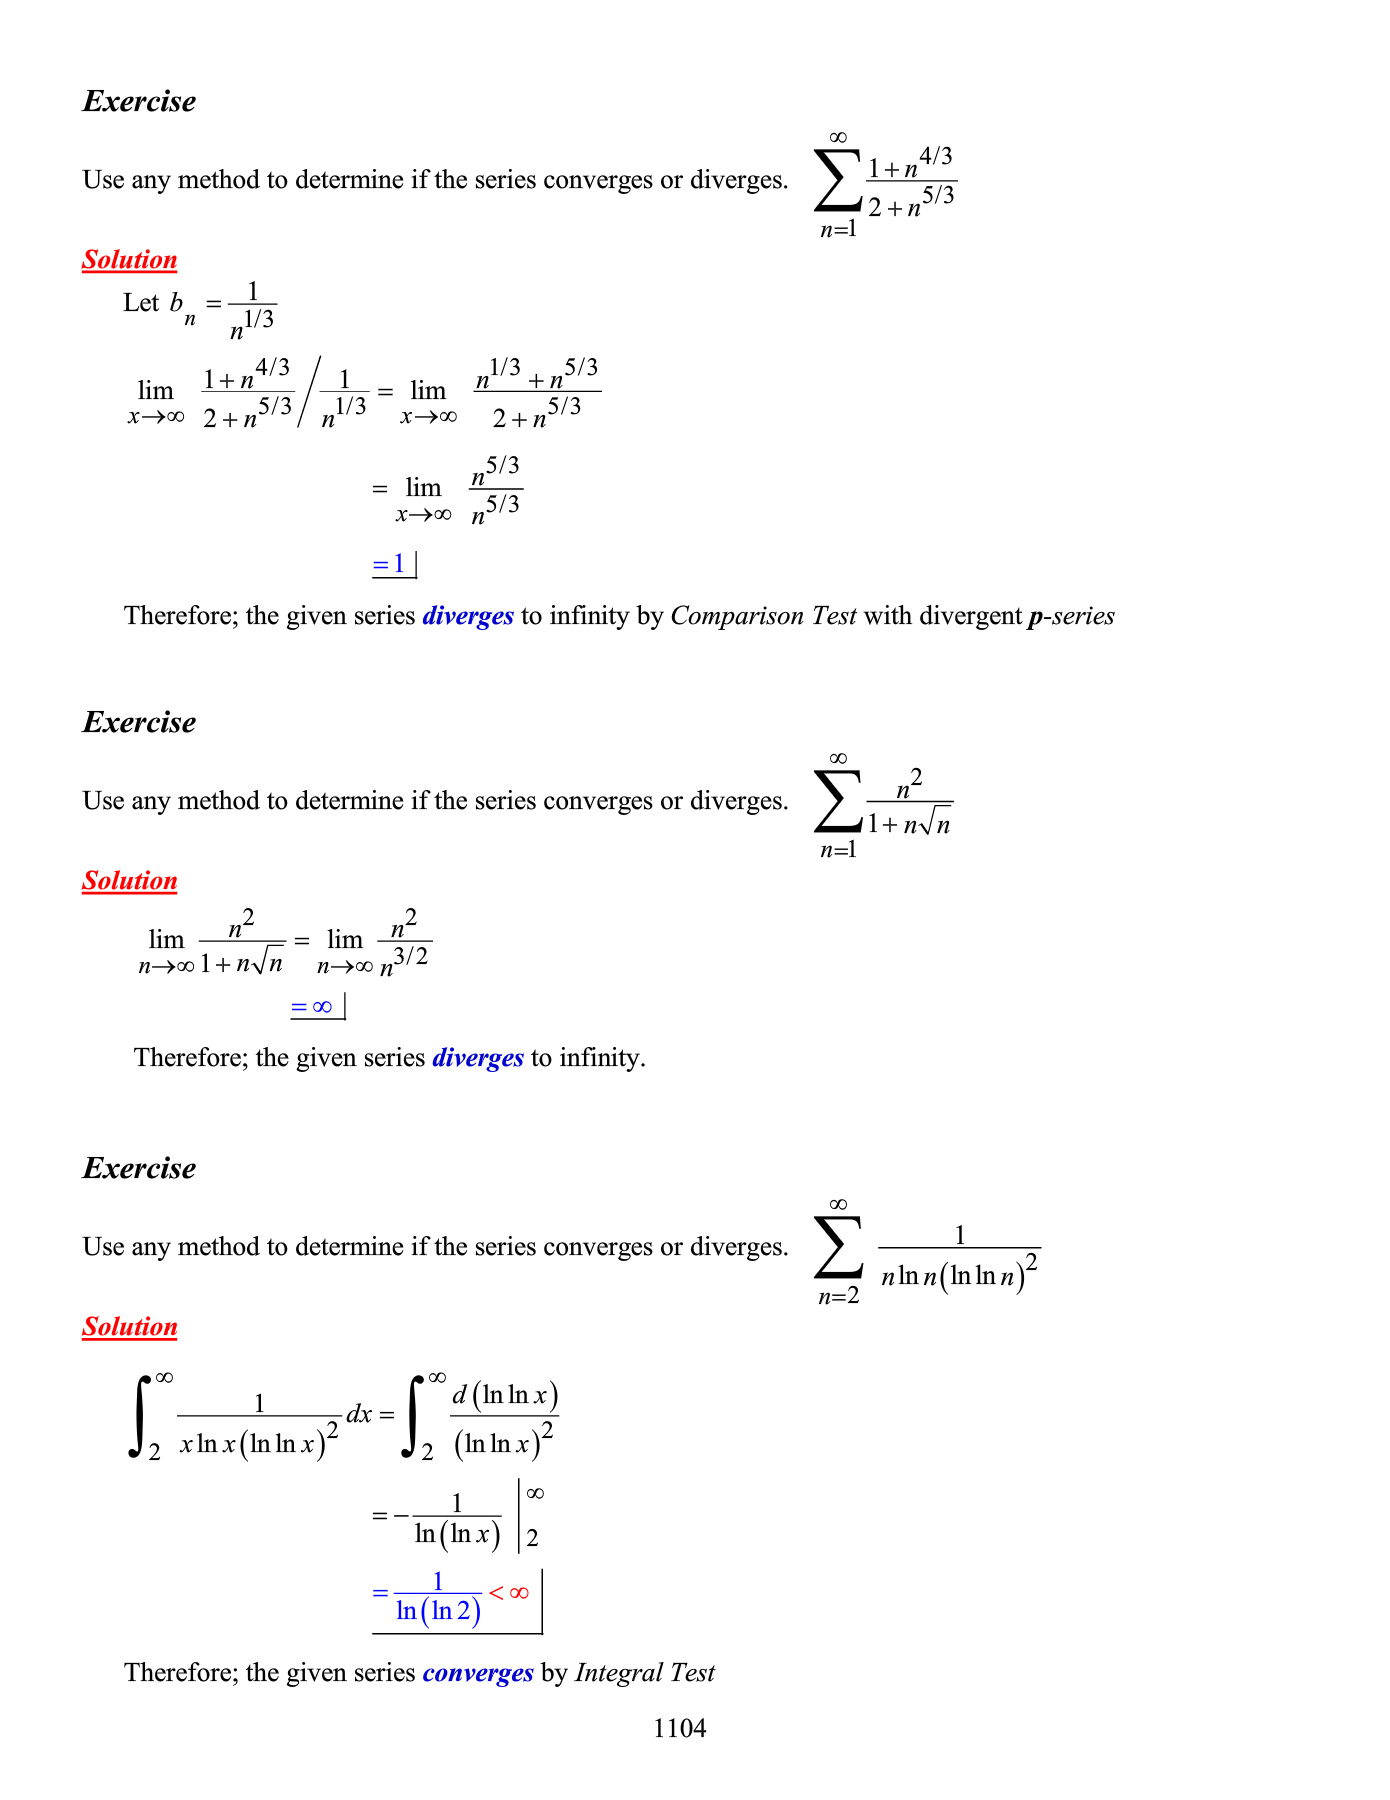 Exercise
Use any method to determine if the series converges or diverges. $\sum_{n=1}^{\infty} \frac{1+n^{4/3}}{2+n^{5/3}}$
Solution
Let $b_n = \frac{1}{n^{1/3}}$
$\lim_{x\to\infty} \frac{1+n^{4/3}}{2+n^{5/3}} \Big/ \frac{1}{n^{1/3}} = \lim_{x\to\infty} \frac{n^{1/3}+n^{5/3}}{2+n^{5/3}}$
$= \lim_{x\to\infty} \frac{n^{5/3}}{n^{5/3}}$
$= 1$
Therefore; the given series diverges to infinity by Comparison Test with divergent p-series
Exercise
Use any method to determine if the series converges or diverges. $\sum_{n=1}^{\infty} \frac{n^2}{1+n\sqrt{n}}$
Solution
$\lim_{n\to\infty} \frac{n^2}{1+n\sqrt{n}} = \lim_{n\to\infty} \frac{n^2}{n^{3/2}}$
$= \infty$
Therefore; the given series diverges to infinity.
Exercise
Use any method to determine if the series converges or diverges. $\sum_{n=2}^{\infty} \frac{1}{n \ln n (\ln \ln n)^2}$
Solution
$\int_2^{\infty} \frac{1}{x \ln x (\ln \ln x)^2} dx = \int_2^{\infty} \frac{d(\ln \ln x)}{(\ln \ln x)^2}$
$= -\frac{1}{\ln(\ln x)} \Big|_2^{\infty}$
$= \frac{1}{\ln(\ln 2)} < \infty$
Therefore; the given series converges by Integral Test
1104